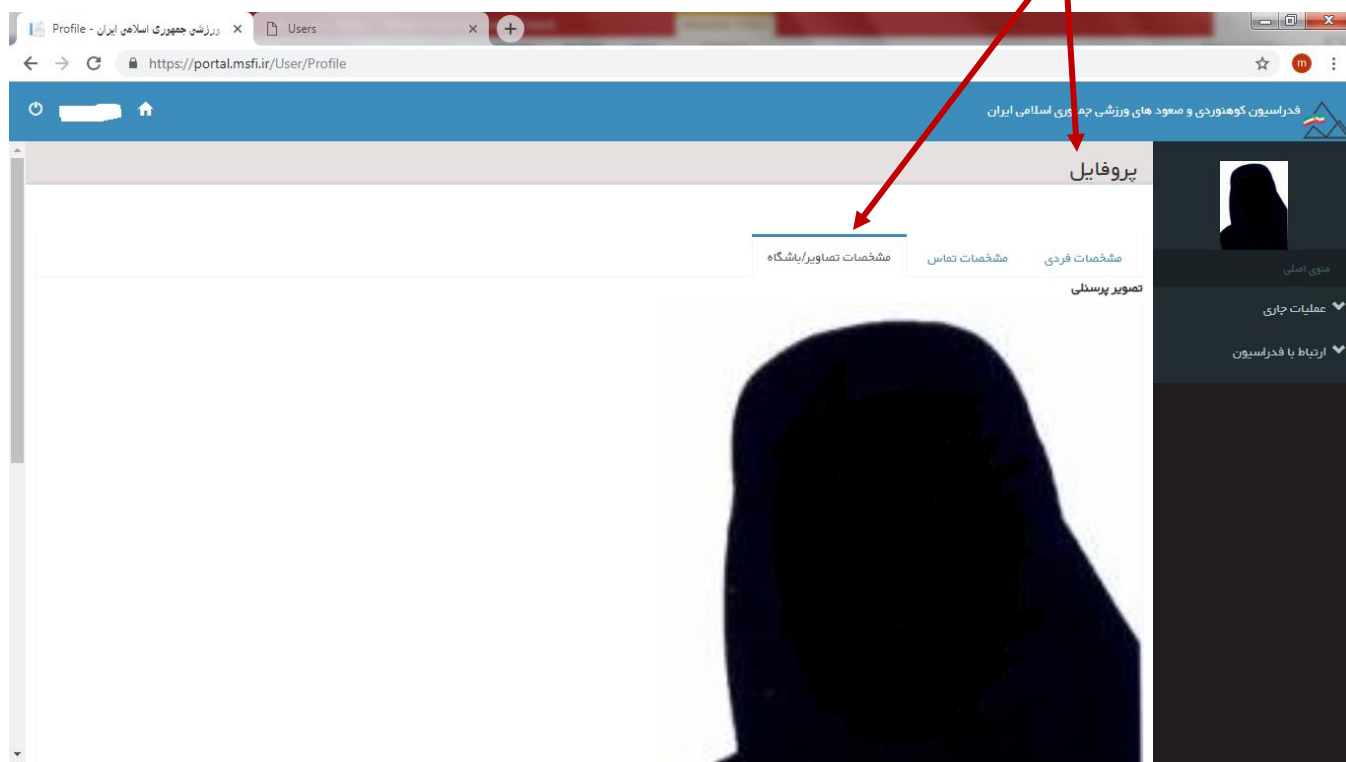 Profile - ورزشی جمهوری اسلامی ایران
Users
https://portal.msfi.ir/User/Profile
m
فدراسیون کوهنوردی و صعود های ورزشی جمهوری اسلامی ایران
پروفایل
مشخصات فردی
مشخصات تماس
مشخصات تصاویر/باشگاه
تصویر پرسنلی
منوی اصلی
عملیات جاری
ارتباط با فدراسیون